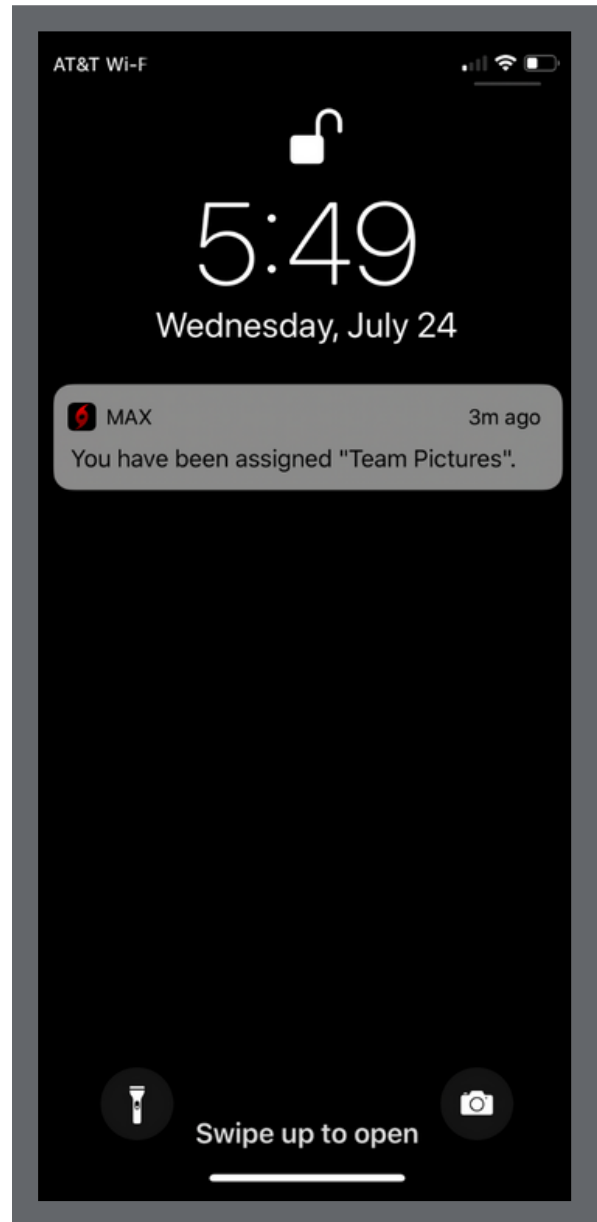 AT&T Wi-F
5:49
Wednesday, July 24
MAX 3m ago
You have been assigned "Team Pictures".
Swipe up to open